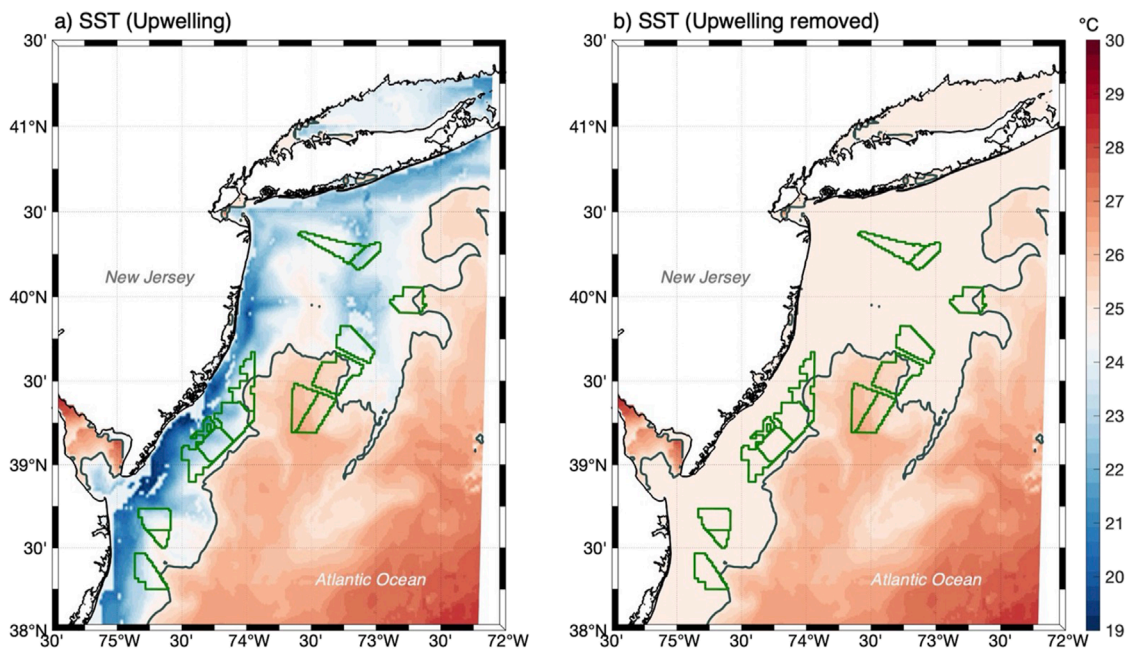 a) SST (Upwelling)
b) SST (Upwelling removed)
°C
30'
41°N
30'
40°N
30'
39°N
30'
38°N
30'
75°W
30'
74°W
30'
73°W
30'
72°W
New Jersey
Atlantic Ocean
30'
41°N
30'
40°N
30'
39°N
30'
38°N
30'
75°W
30'
74°W
30'
73°W
30'
72°W
New Jersey
Atlantic Ocean
30
29
28
27
26
25
24
23
22
21
20
19